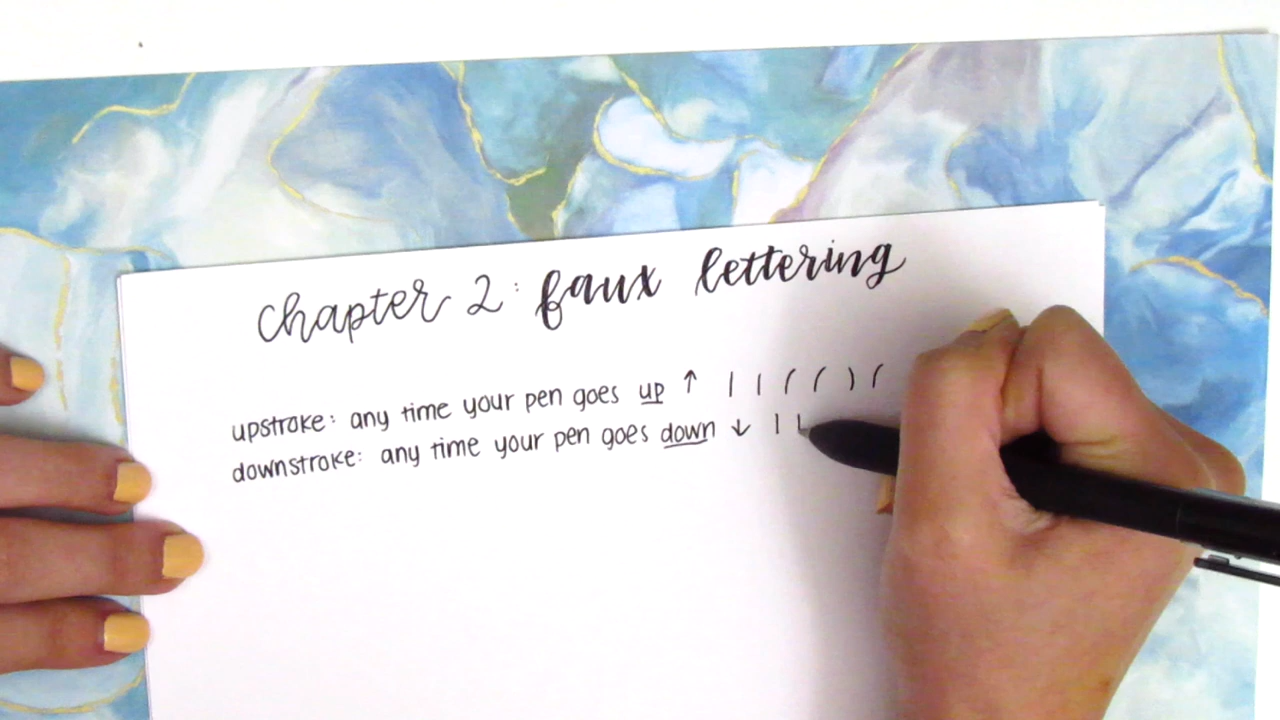 chapter 2: faux lettering
upstroke: any time your pen goes up ↑
downstroke: any time your pen goes down ↓